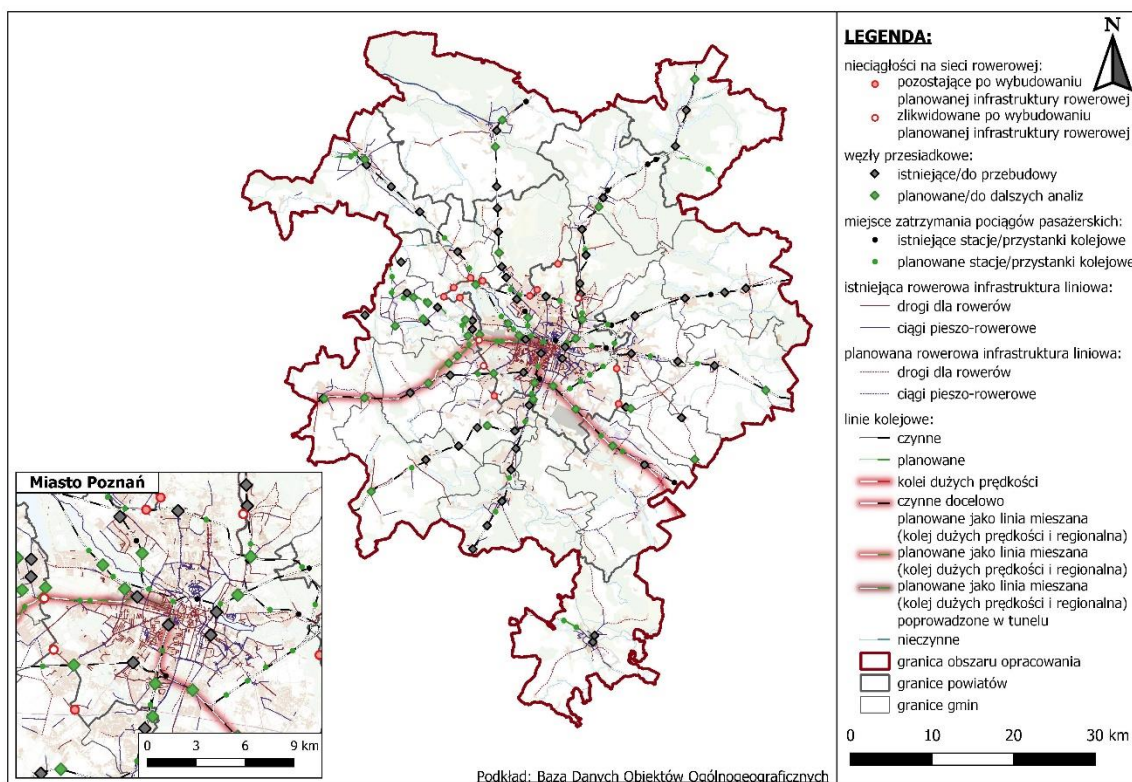 LEGENDA:
N
nieciągłości na sieci rowerowej:
pozostające po wybudowaniu
planowanej infrastruktury rowerowej
zlikwidowane po wybudowaniu
planowanej infrastruktury rowerowej
węzły przesiadkowe:
istniejące/do przebudowy
planowane/do dalszych analiz
miejsce zatrzymania pociągów pasażerskich:
istniejące stacje/przystanki kolejowe
planowane stacje/przystanki kolejowe
istniejąca rowerowa infrastruktura liniowa:
drogi dla rowerów
ciągi pieszo-rowerowe
planowana rowerowa infrastruktura liniowa:
drogi dla rowerów
ciągi pieszo-rowerowe
linie kolejowe:
czynne
planowane
kolei dużych prędkości
czynne docelowo
planowane jako linia mieszana
(kolej dużych prędkości i regionalna)
planowane jako linia mieszana
(kolej dużych prędkości i regionalna)
planowane jako linia mieszana
(kolej dużych prędkości i regionalna)
poprowadzone w tunelu
nieczynne
granica obszaru opracowania
granice powiatów
granice gmin
0 10 20 30 km
Miasto Poznań
0 3 6 9 km
Podkład: Baza Danych Obiektów Ogólnogeograficznych